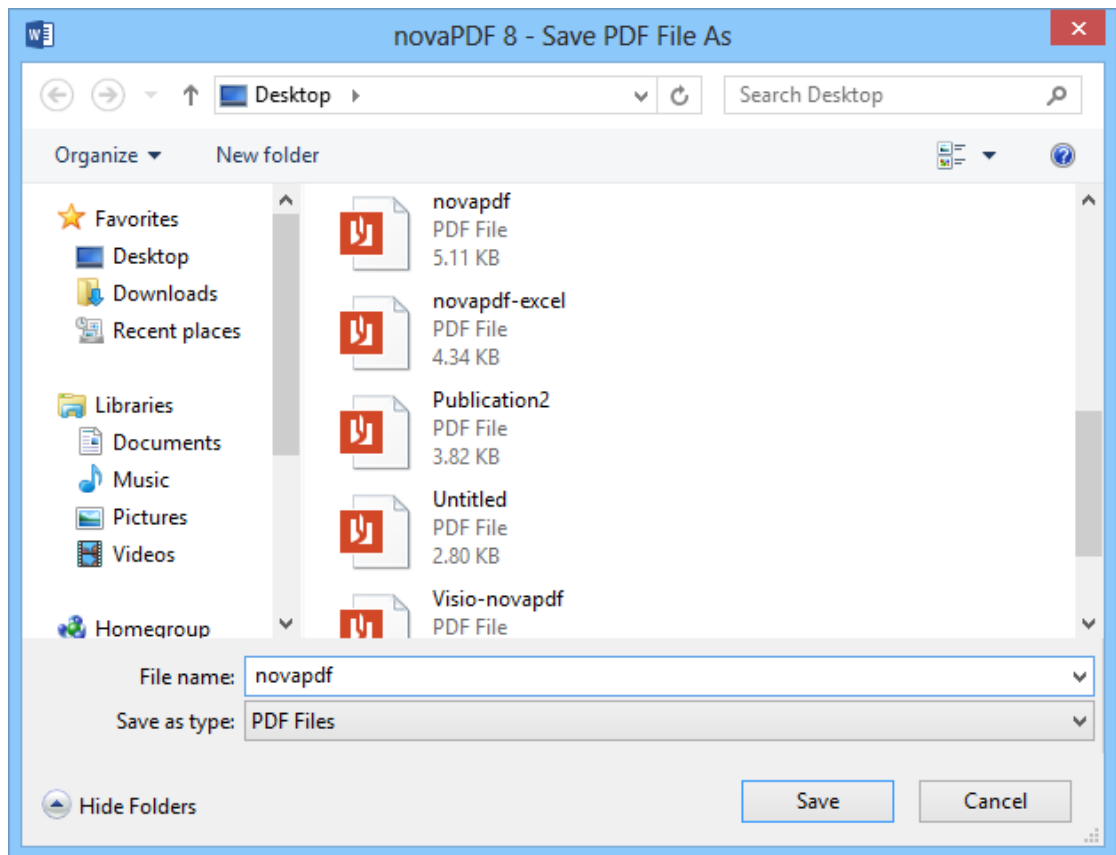 novaPDF 8 - Save PDF File As
Desktop
Search Desktop
Organize
New folder
Favorites
Desktop
Downloads
Recent places
Libraries
Documents
Music
Pictures
Videos
Homegroup
novapdf
PDF File
5.11 KB
novapdf-excel
PDF File
4.34 KB
Publication2
PDF File
3.82 KB
Untitled
PDF File
2.80 KB
Visio-novapdf
PDF File
File name: novapdf
Save as type: PDF Files
Hide Folders
Save
Cancel